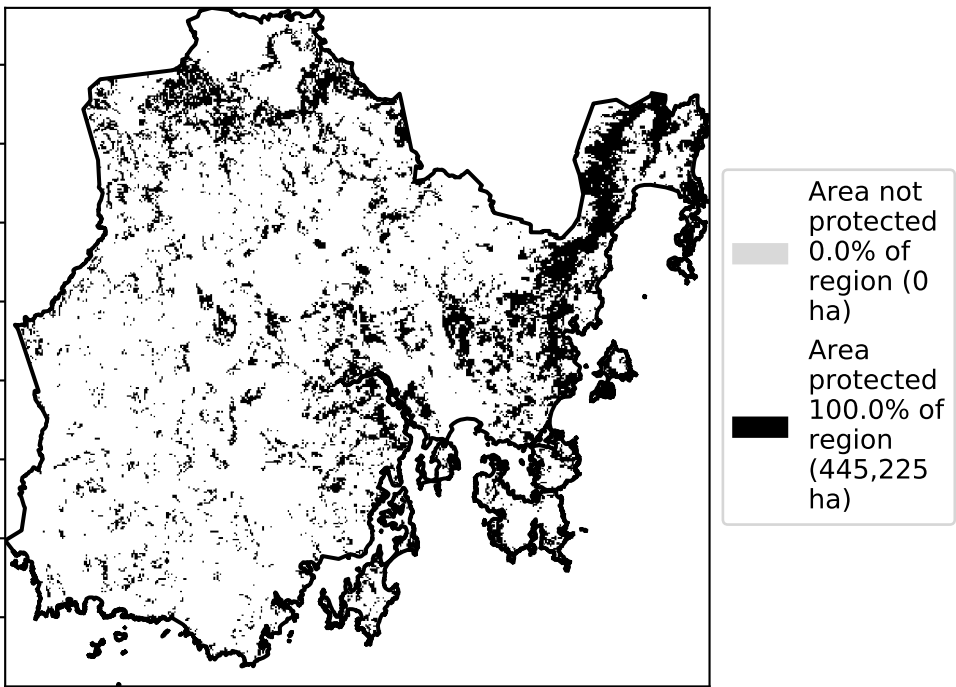 Area not
protected
0.0% of
region (0
ha)
Area
protected
100.0% of
region
(445,225
ha)